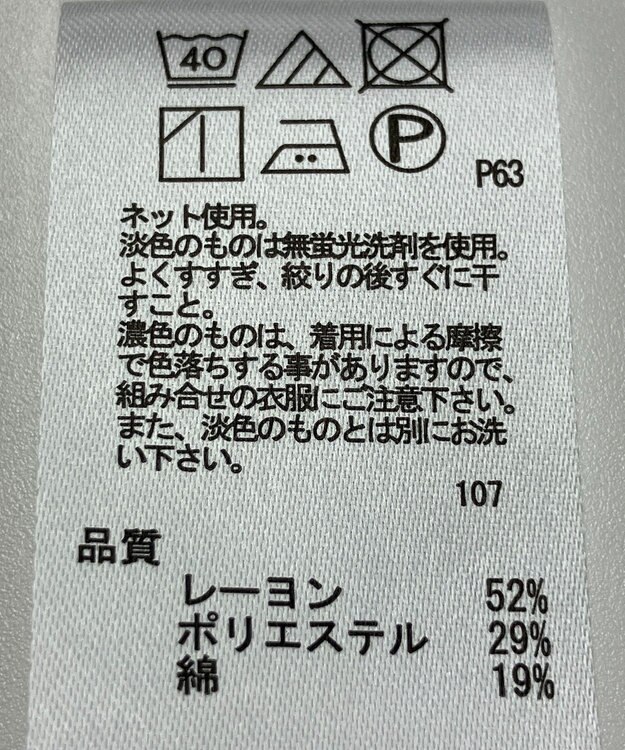 40
P
P63
ネット使用。
淡色のものは無蛍光洗剤を使用。
よくすすぎ、絞りの後すぐに干
すこと。
濃色のものは、着用による摩擦
で色落ちする事がありますので、
組み合せの衣服にご注意下さい。
また、淡色のものとは別にお洗
い下さい。
107
品質
レーヨン 52%
ポリエステル 29%
綿 19%